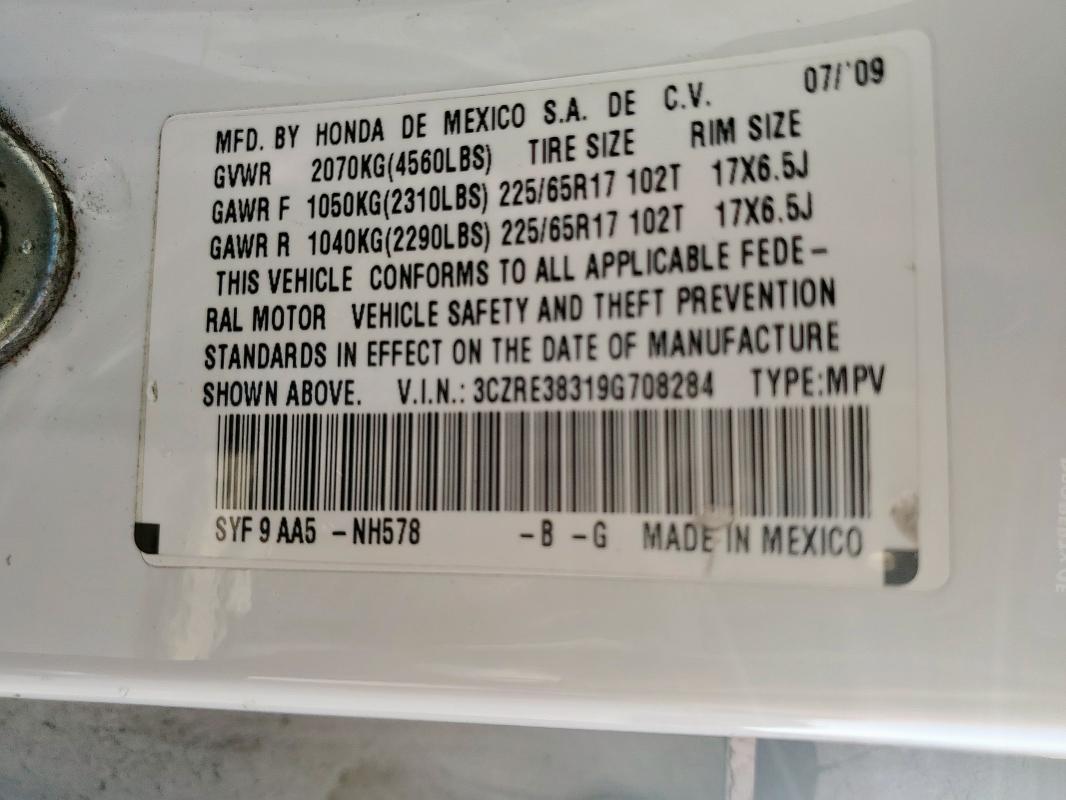 07/'09
MFD. BY HONDA DE MEXICO S.A. DE C.V.
GVWR 2070KG(4560LBS) TIRE SIZE RIM SIZE
GAWR F 1050KG(2310LBS) 225/65R17 102T 17X6.5J
GAWR R 1040KG(2290LBS) 225/65R17 102T 17X6.5J
THIS VEHICLE CONFORMS TO ALL APPLICABLE FEDE-
RAL MOTOR VEHICLE SAFETY AND THEFT PREVENTION
STANDARDS IN EFFECT ON THE DATE OF MANUFACTURE
SHOWN ABOVE. V.I.N.: 3CZRE38319G708284 TYPE:MPV
SYF 9 AA5 -NH578 -B -G MADE IN MEXICO